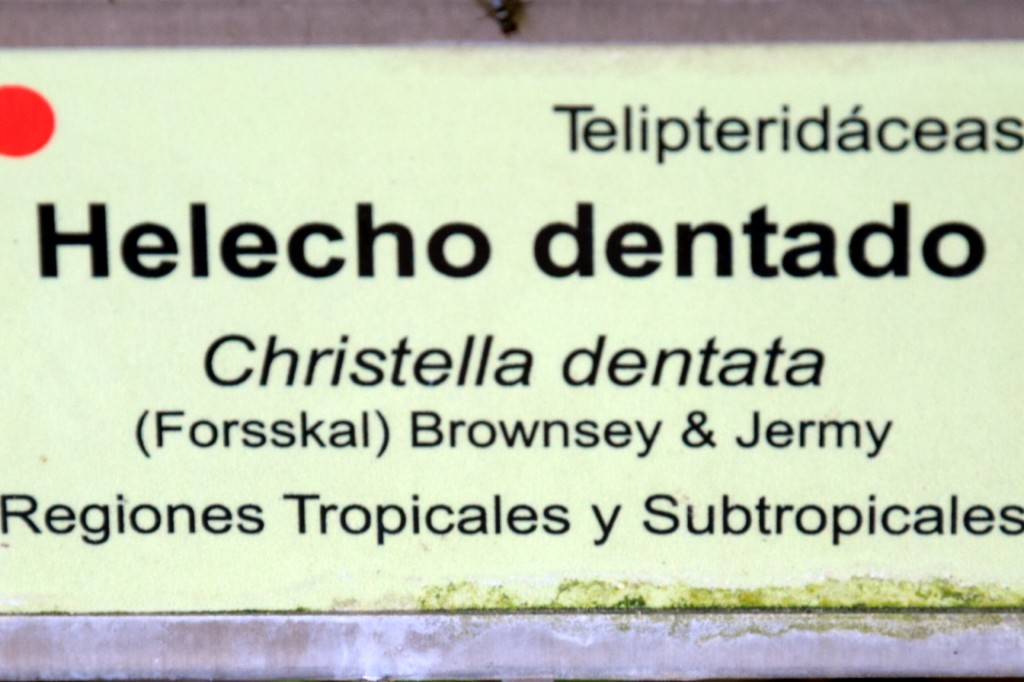 Telipteridáceas
Helecho dentado
Christella dentata
(Forsskal) Brownsey & Jermy
Regiones Tropicales y Subtropicales